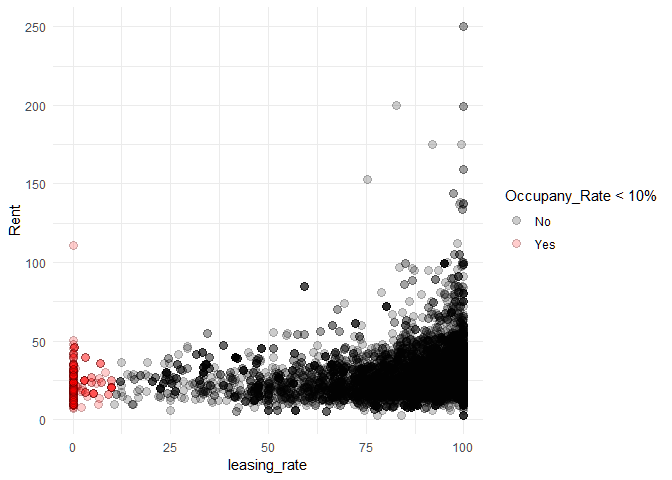 250
200
150
100
50
0
Rent
0 25 50 75 100
leasing_rate
Occupany_Rate < 10%
No
Yes